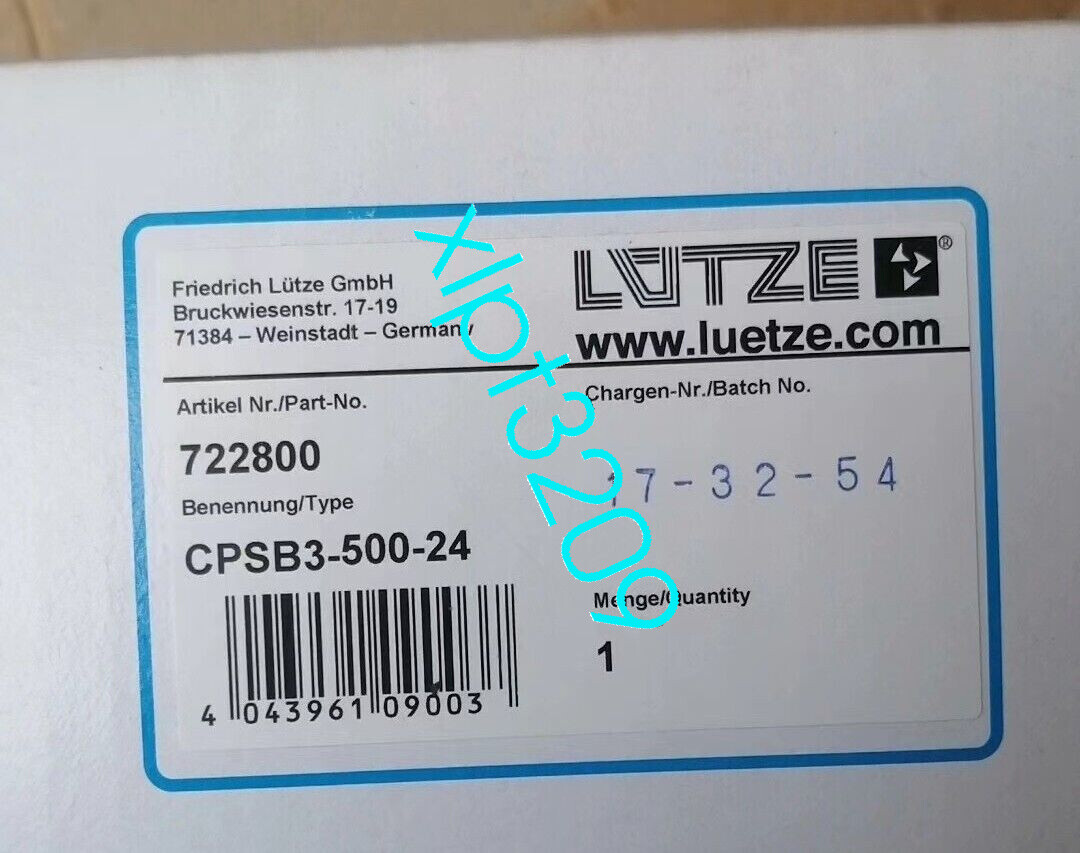 LÜTZE ®
www.luetze.com
Friedrich Lütze GmbH
Bruckwiesenstr. 17-19
71384 – Weinstadt – Germany
Artikel Nr./Part-No.
722800
Benennung/Type
CPSB3-500-24
4 043961 09003
Chargen-Nr./Batch No.
17-32-54
Menge/Quantity
1
xlpt3209